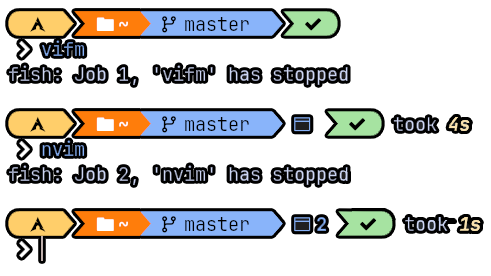 ~ master
❯ vifm
fish: Job 1, 'vifm' has stopped
~ master took 4s
❯ nvim
fish: Job 2, 'nvim' has stopped
~ master 2 took 1s
❯